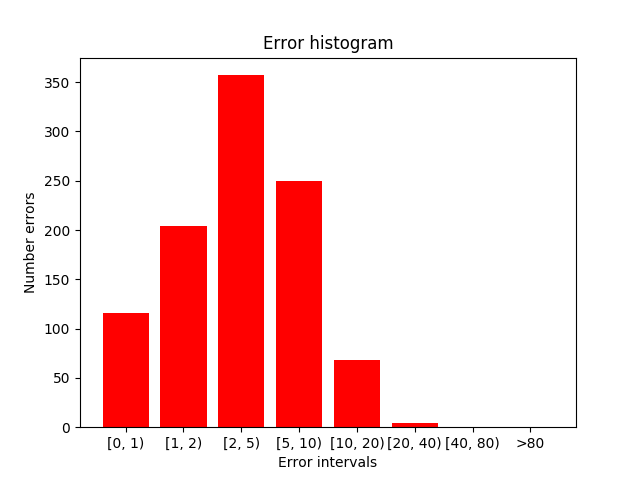 Error histogram
Number errors
350
300
250
200
150
100
50
0
[0, 1) [1, 2) [2, 5) [5, 10) [10, 20) [20, 40) [40, 80) >80
Error intervals